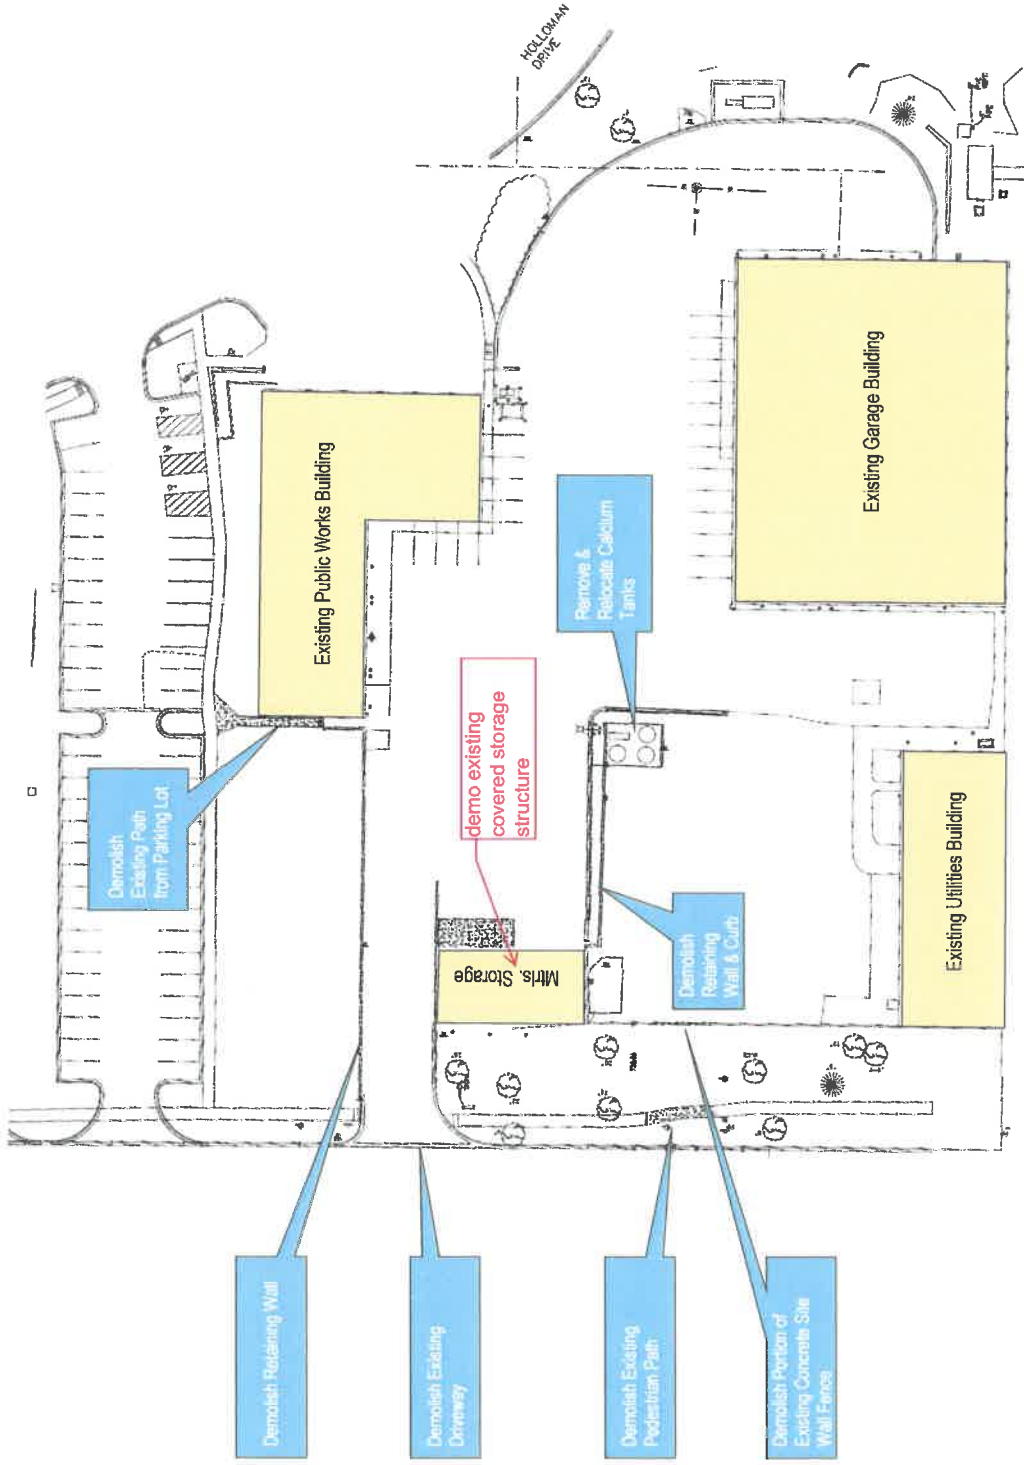 HOLLOMAN
DRIVE
Existing Public Works Building
Existing Garage Building
Remove &
Relocate Calcium
Tanks
demo existing
covered storage
structure
Demolish
Existing Path
from Parking Lot
Mtrls. Storage
Demolish
Retaining
Wall & Curb
Existing Utilities Building
Demolish Retaining Wall
Demolish Existing
Driveway
Demolish Existing
Pedestrian Path
Demolish Portion of
Existing Concrete Site
Wall Fence